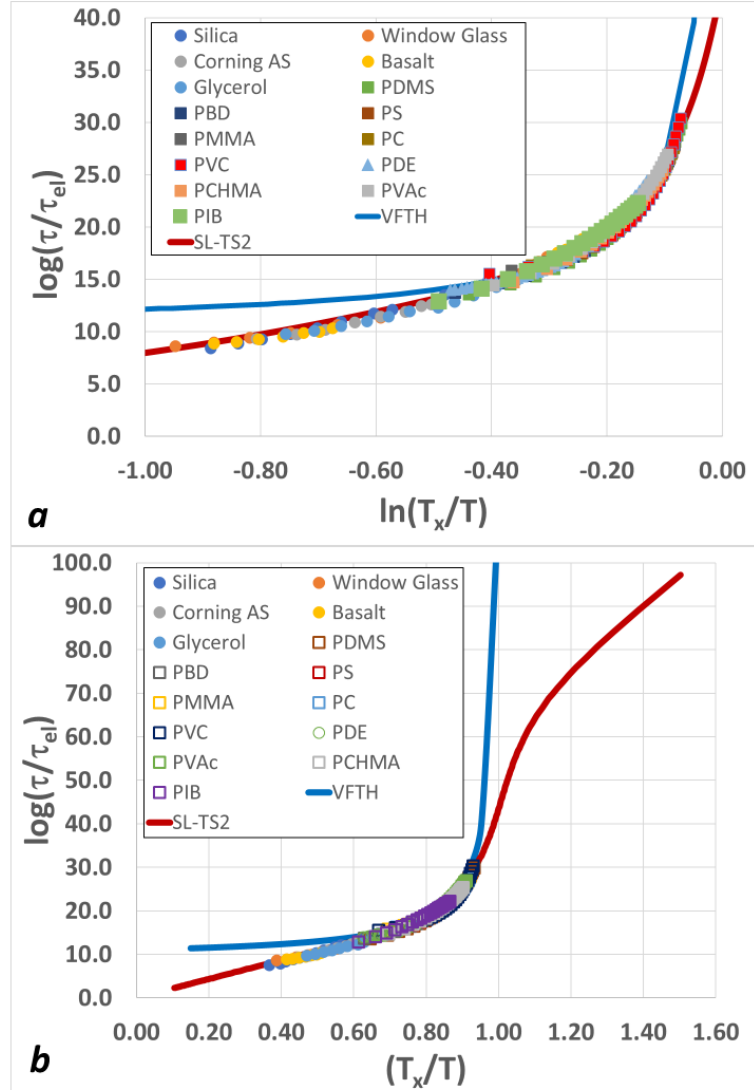 40.0
35.0
30.0
25.0
20.0
15.0
10.0
5.0
0.0
log(τ/τel)
Silica Window Glass
Corning AS Basalt
Glycerol PDMS
PBD PS
PMMA PC
PVC PDE
PCHMA PVAc
PIB VFTH
SL-TS2
-1.00 -0.80 -0.60 -0.40 -0.20 0.00
a ln(Tx/T)
100.0
90.0
80.0
70.0
60.0
50.0
40.0
30.0
20.0
10.0
0.0
log(τ/τel)
Silica Window Glass
Corning AS Basalt
Glycerol PDMS
PBD PS
PMMA PC
PVC PDE
PVAc PCHMA
PIB VFTH
SL-TS2
0.00 0.20 0.40 0.60 0.80 1.00 1.20 1.40 1.60
b (Tx/T)